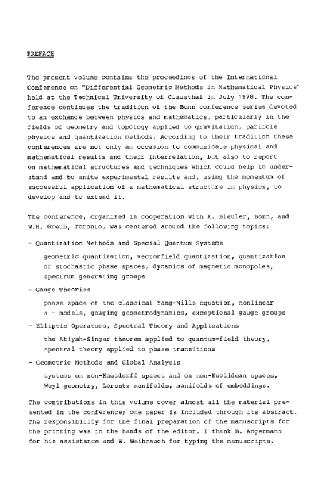 PREFACE
The present volume contains the proceedings of the International
Conference on "Differential Geometric Methods in Mathematical Physics"
held at the Technical University of Clausthal in July 1978. The con-
ference continues the tradition of the Bonn conference series devoted
to an exchange between physics and mathematics, particularly in the
fields of geometry and topology applied to gravitation, particle
physics and quantization methods. According to their tradition these
conferences are not only an occasion to communicate physical and
mathematical results and their interrelation, but also to report
on mathematical structures and techniques which could help to under-
stand and to unite experimental results and, using the momentum of
successful application of a mathematical structure in physics, to
develop and to extend it.
The conference, organized in cooperation with K. Bleuler, Bonn, and
W.H. Greub, Toronto, was centered around the following topics:
- Quantization Methods and Special Quantum Systems
geometric quantization, vectorfield quantization, quantization
of stochastic phase spaces, dynamics of magnetic monopoles,
spectrum generating groups
- Gauge Theories
phase space of the classical Yang-Mills equation, nonlinear
σ - models, gauging geometrodynamics, exceptional gauge groups
- Elliptic Operators, Spectral Theory and Applications
the Atiyah-Singer theorem applied to quantum-field theory,
spectral theory applied to phase transitions
- Geometric Methods and Global Analysis
systems on non-Hausdorff spaces and on non-Euclidean spaces,
Weyl geometry, Lorentz manifolds, manifolds of embeddings.
The contributions in this volume cover almost all the material pre-
sented in the conference; one paper is included through its abstract.
The responsibility for the final preparation of the manuscripts for
the printing was in the hands of the editor. I thank B. Angermann
for his assistance and W. Weihrauch for typing the manuscripts.